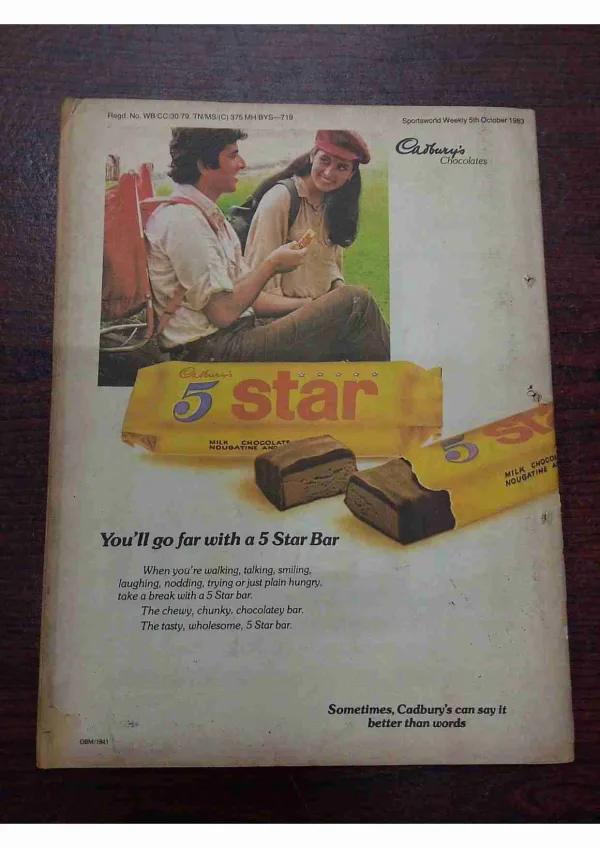 Regd. No. WB/CC/30/79. TN/MS/(C) 375 MH BYS—719
Sportsworld Weekly 5th October 1983
Cadbury's
Chocolates
Cadbury's
5 star
MILK CHOCOLATE
NOUGATINE AND
5 st
MILK CHOCOL
NOUGATINE A
You'll go far with a 5 Star Bar
When you're walking, talking, smiling,
laughing, nodding, trying or just plain hungry,
take a break with a 5 Star bar.
The chewy, chunky, chocolatey bar.
The tasty, wholesome, 5 Star bar.
Sometimes, Cadbury's can say it
better than words
OBM/1841